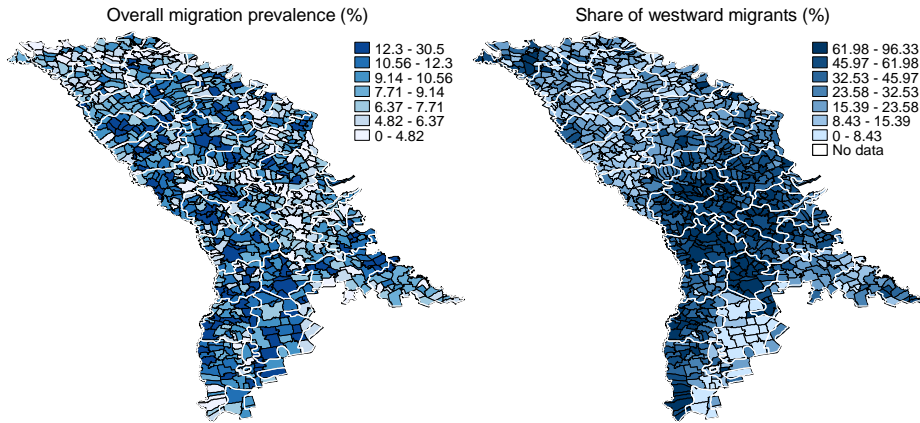 Overall migration prevalence (%)
12.3 - 30.5
10.56 - 12.3
9.14 - 10.56
7.71 - 9.14
6.37 - 7.71
4.82 - 6.37
0 - 4.82
Share of westward migrants (%)
61.98 - 96.33
45.97 - 61.98
32.53 - 45.97
23.58 - 32.53
15.39 - 23.58
8.43 - 15.39
0 - 8.43
No data